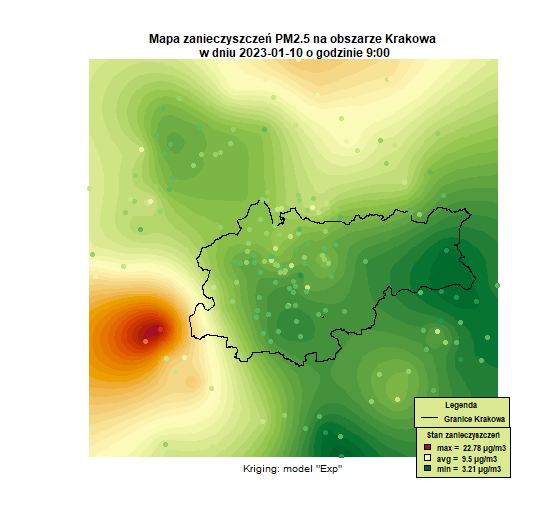 Mapa zanieczyszczeń PM2.5 na obszarze Krakowa
w dniu 2023-01-10 o godzinie 9:00
Legenda
Granice Krakowa
Stan zanieczyszczeń
max = 22.78 µg/m3
avg = 9.5 µg/m3
min = 3.21 µg/m3
Kriging: model "Exp"